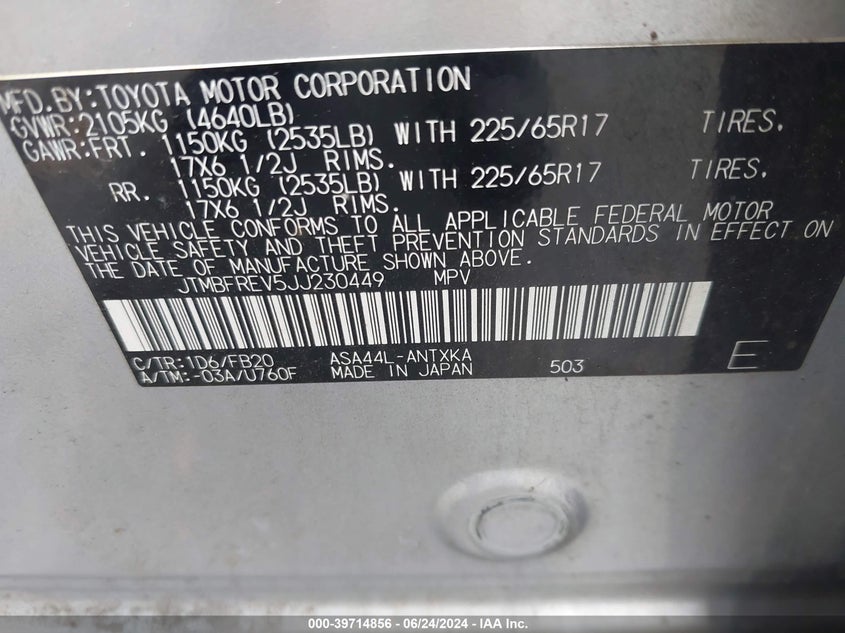 MFD.BY:TOYOTA MOTOR CORPORATION
GVWR:2105KG (4640LB)
GAWR:FRT. 1150KG (2535LB) WITH 225/65R17 TIRES.
17X6 1/2J RIMS.
RR. 1150KG (2535LB) WITH 225/65R17 TIRES.
17X6 1/2J RIMS.
THIS VEHICLE CONFORMS TO ALL APPLICABLE FEDERAL MOTOR
VEHICLE SAFETY AND THEFT PREVENTION STANDARDS IN EFFECT ON
THE DATE OF MANUFACTURE SHOWN ABOVE.
JTMBFREV5JJ230449 MPV
C/TR:1D6/FB20 ASA44L-ANTXKA
A/TM:-03A/U760F MADE IN JAPAN 503 E
000-39714856 - 06/24/2024 - IAA Inc.